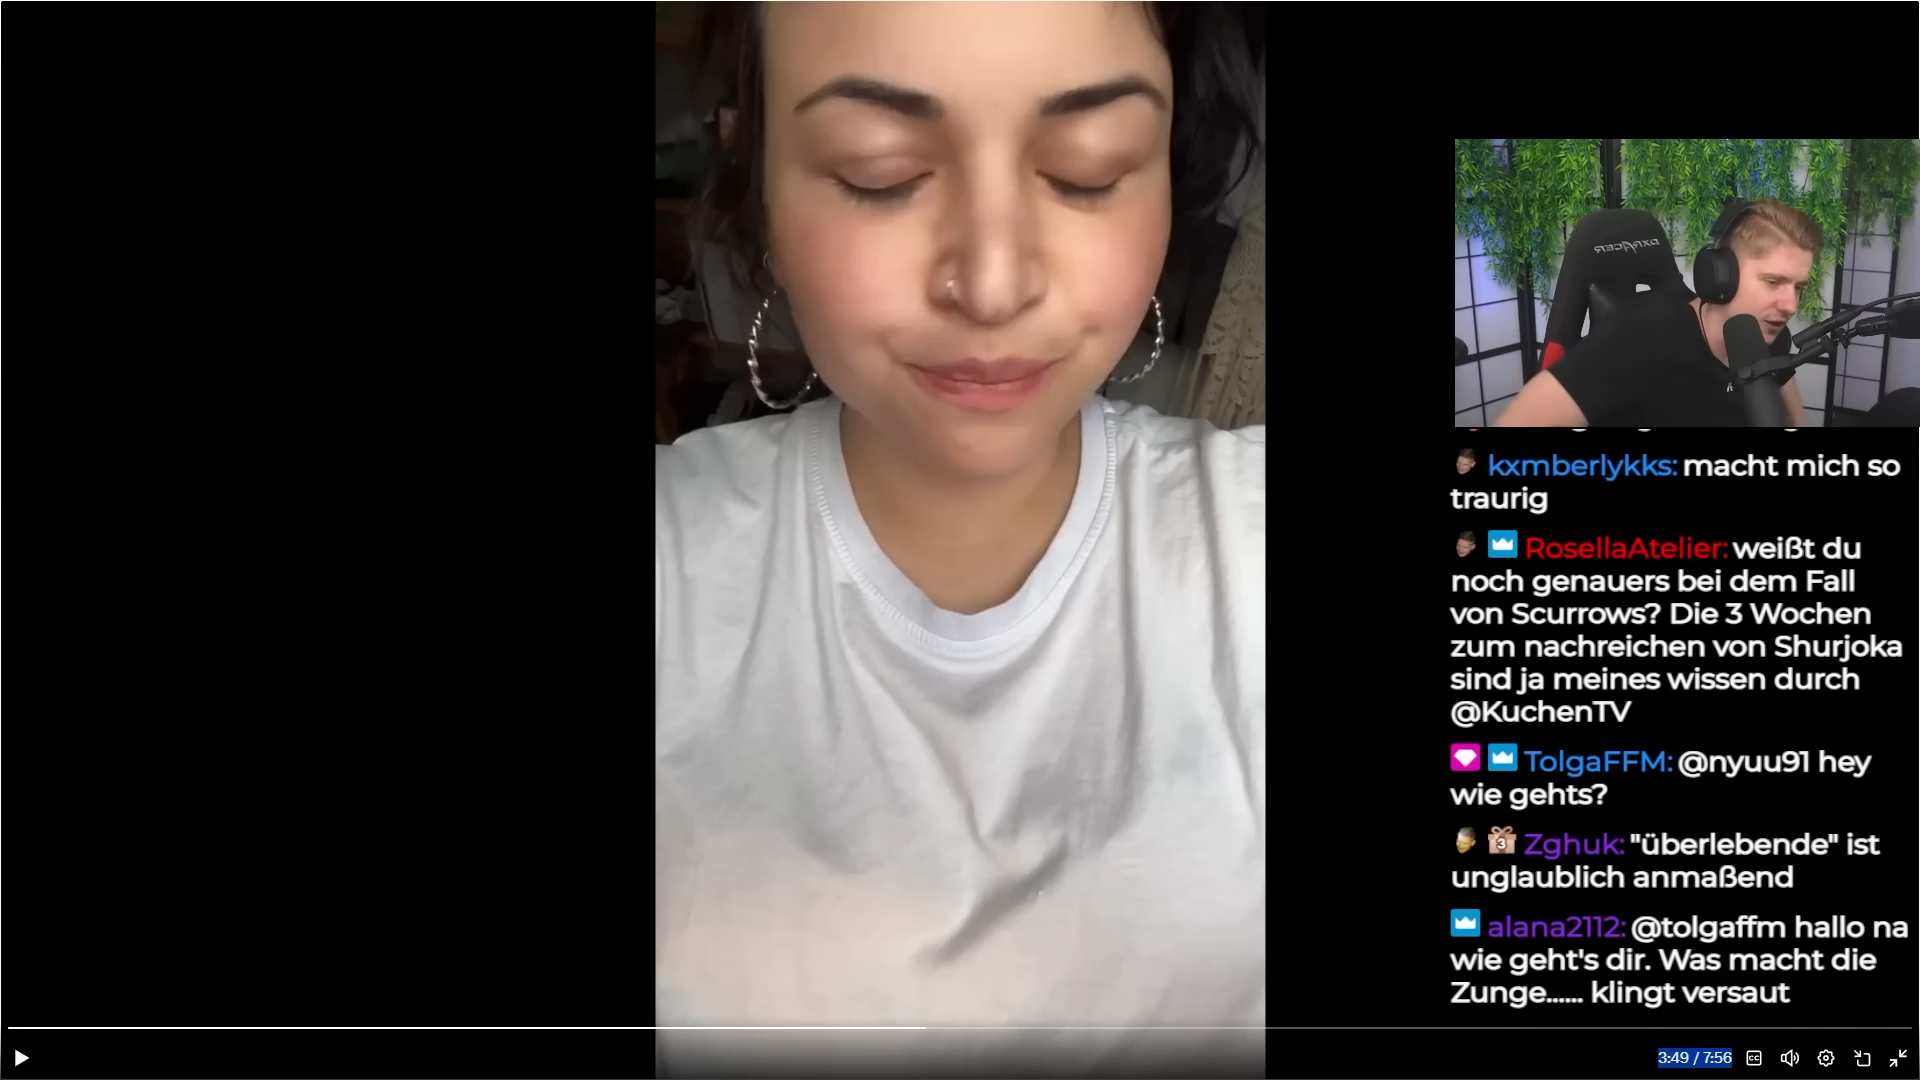 DXRACER
kxmberlykks: macht mich so
traurig
RosellaAtelier: weißt du
noch genauers bei dem Fall
von Scurrows? Die 3 Wochen
zum nachreichen von Shurjoka
sind ja meines wissen durch
@KuchenTV
TolgaFFM: @nyuu91 hey
wie gehts?
3 Zghuk: "überlebende" ist
unglaublich anmaßend
alana2112: @tolgaffm hallo na
wie geht's dir. Was macht die
Zunge...... klingt versaut
3:49 / 7:56
CC